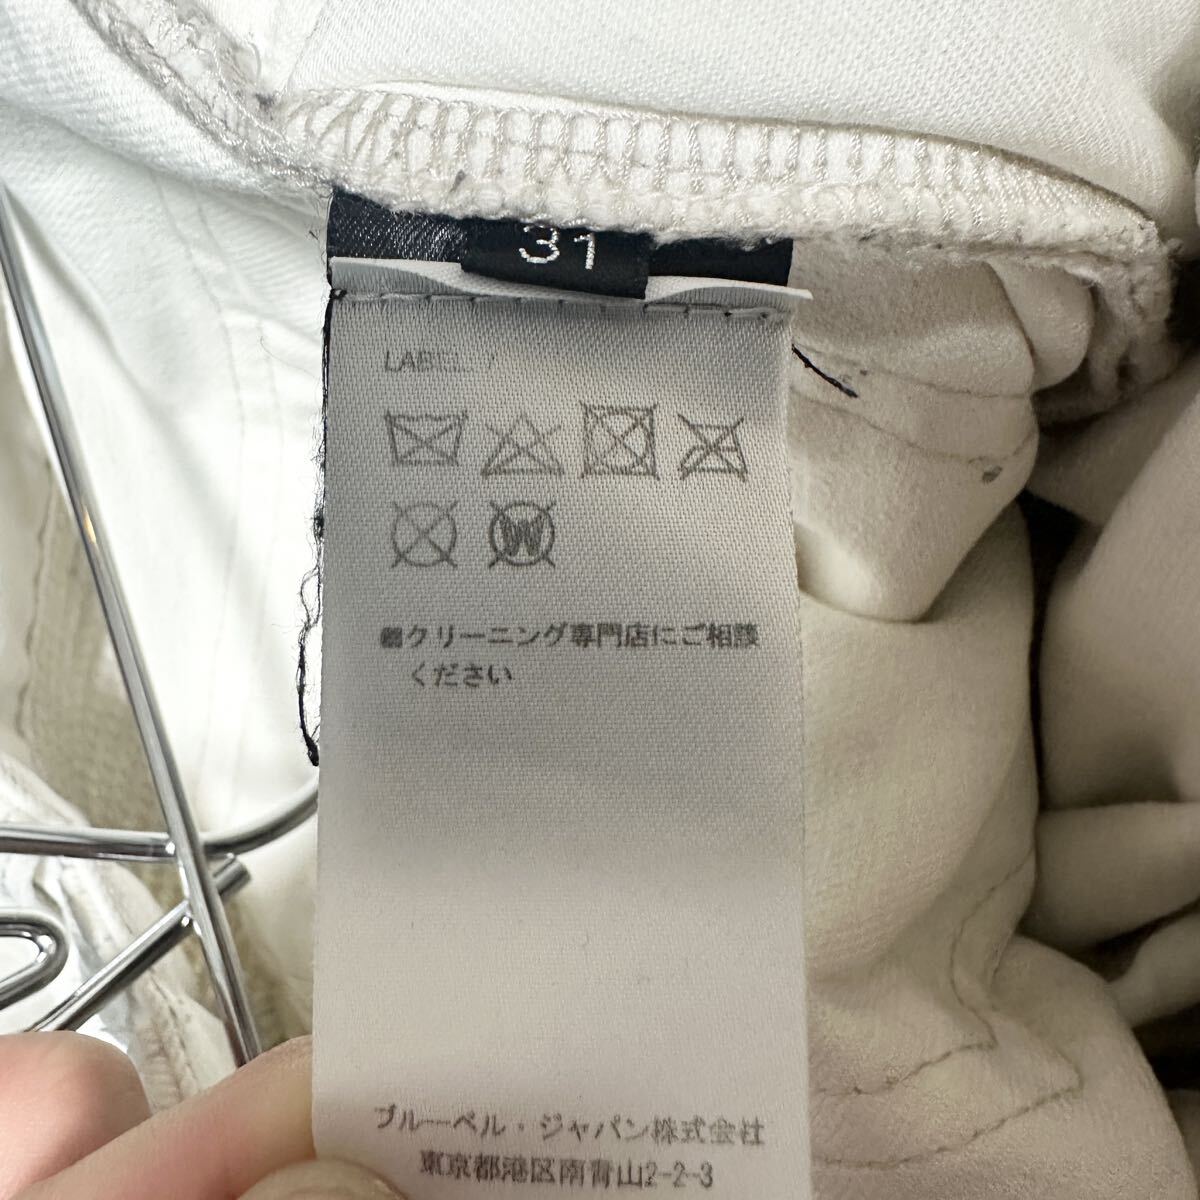 31
LABEL /
W
■クリーニング専門店にご相談
ください
ブルーベル・ジャパン株式会社
東京都港区南青山2-2-3